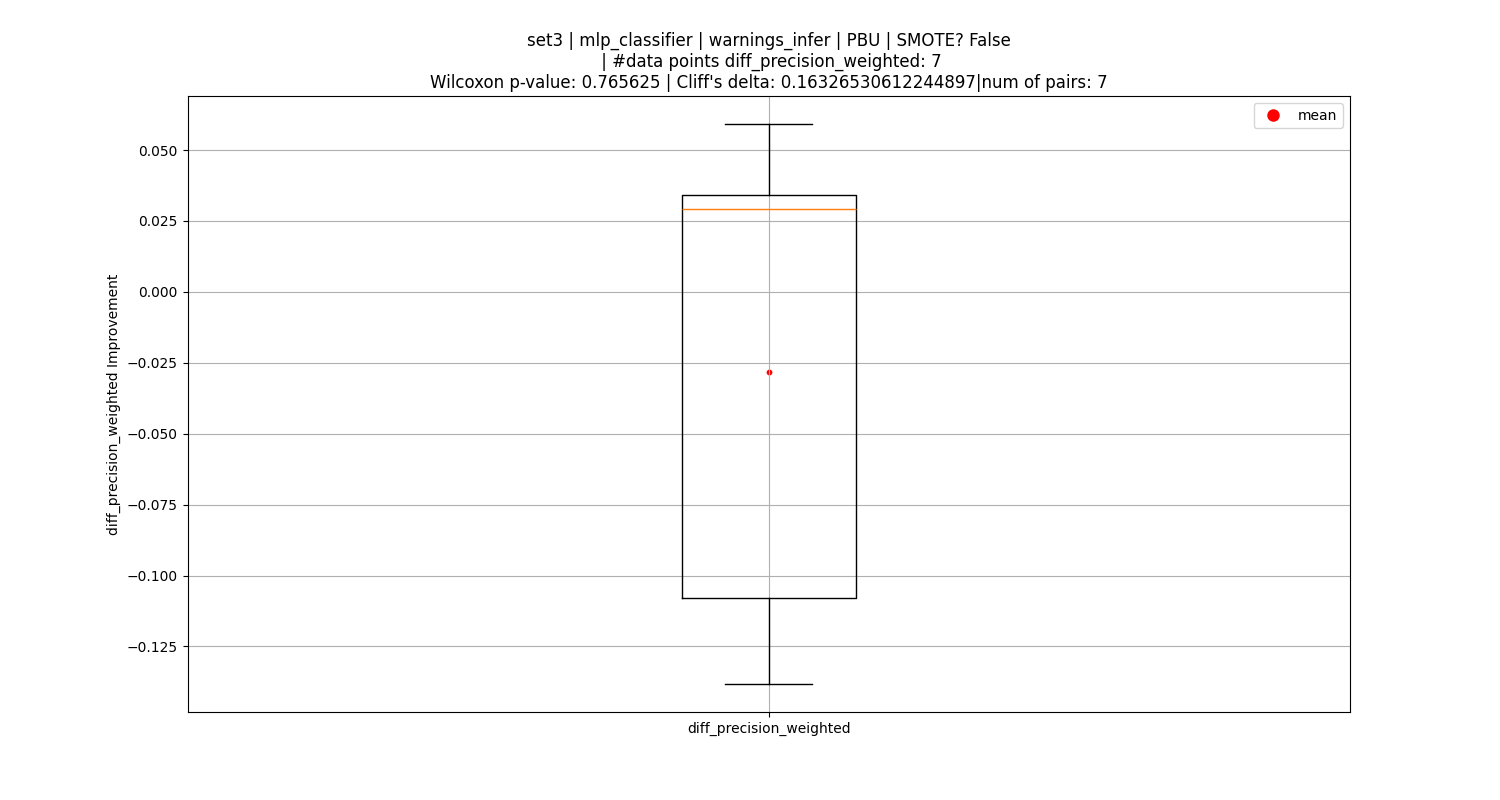 set3 | mlp_classifier | warnings_infer | PBU | SMOTE? False
| #data points diff_precision_weighted: 7
Wilcoxon p-value: 0.765625 | Cliff's delta: 0.16326530612244897|num of pairs: 7
mean
0.050
0.025
0.000
−0.025
−0.050
−0.075
−0.100
−0.125
diff_precision_weighted Improvement
diff_precision_weighted